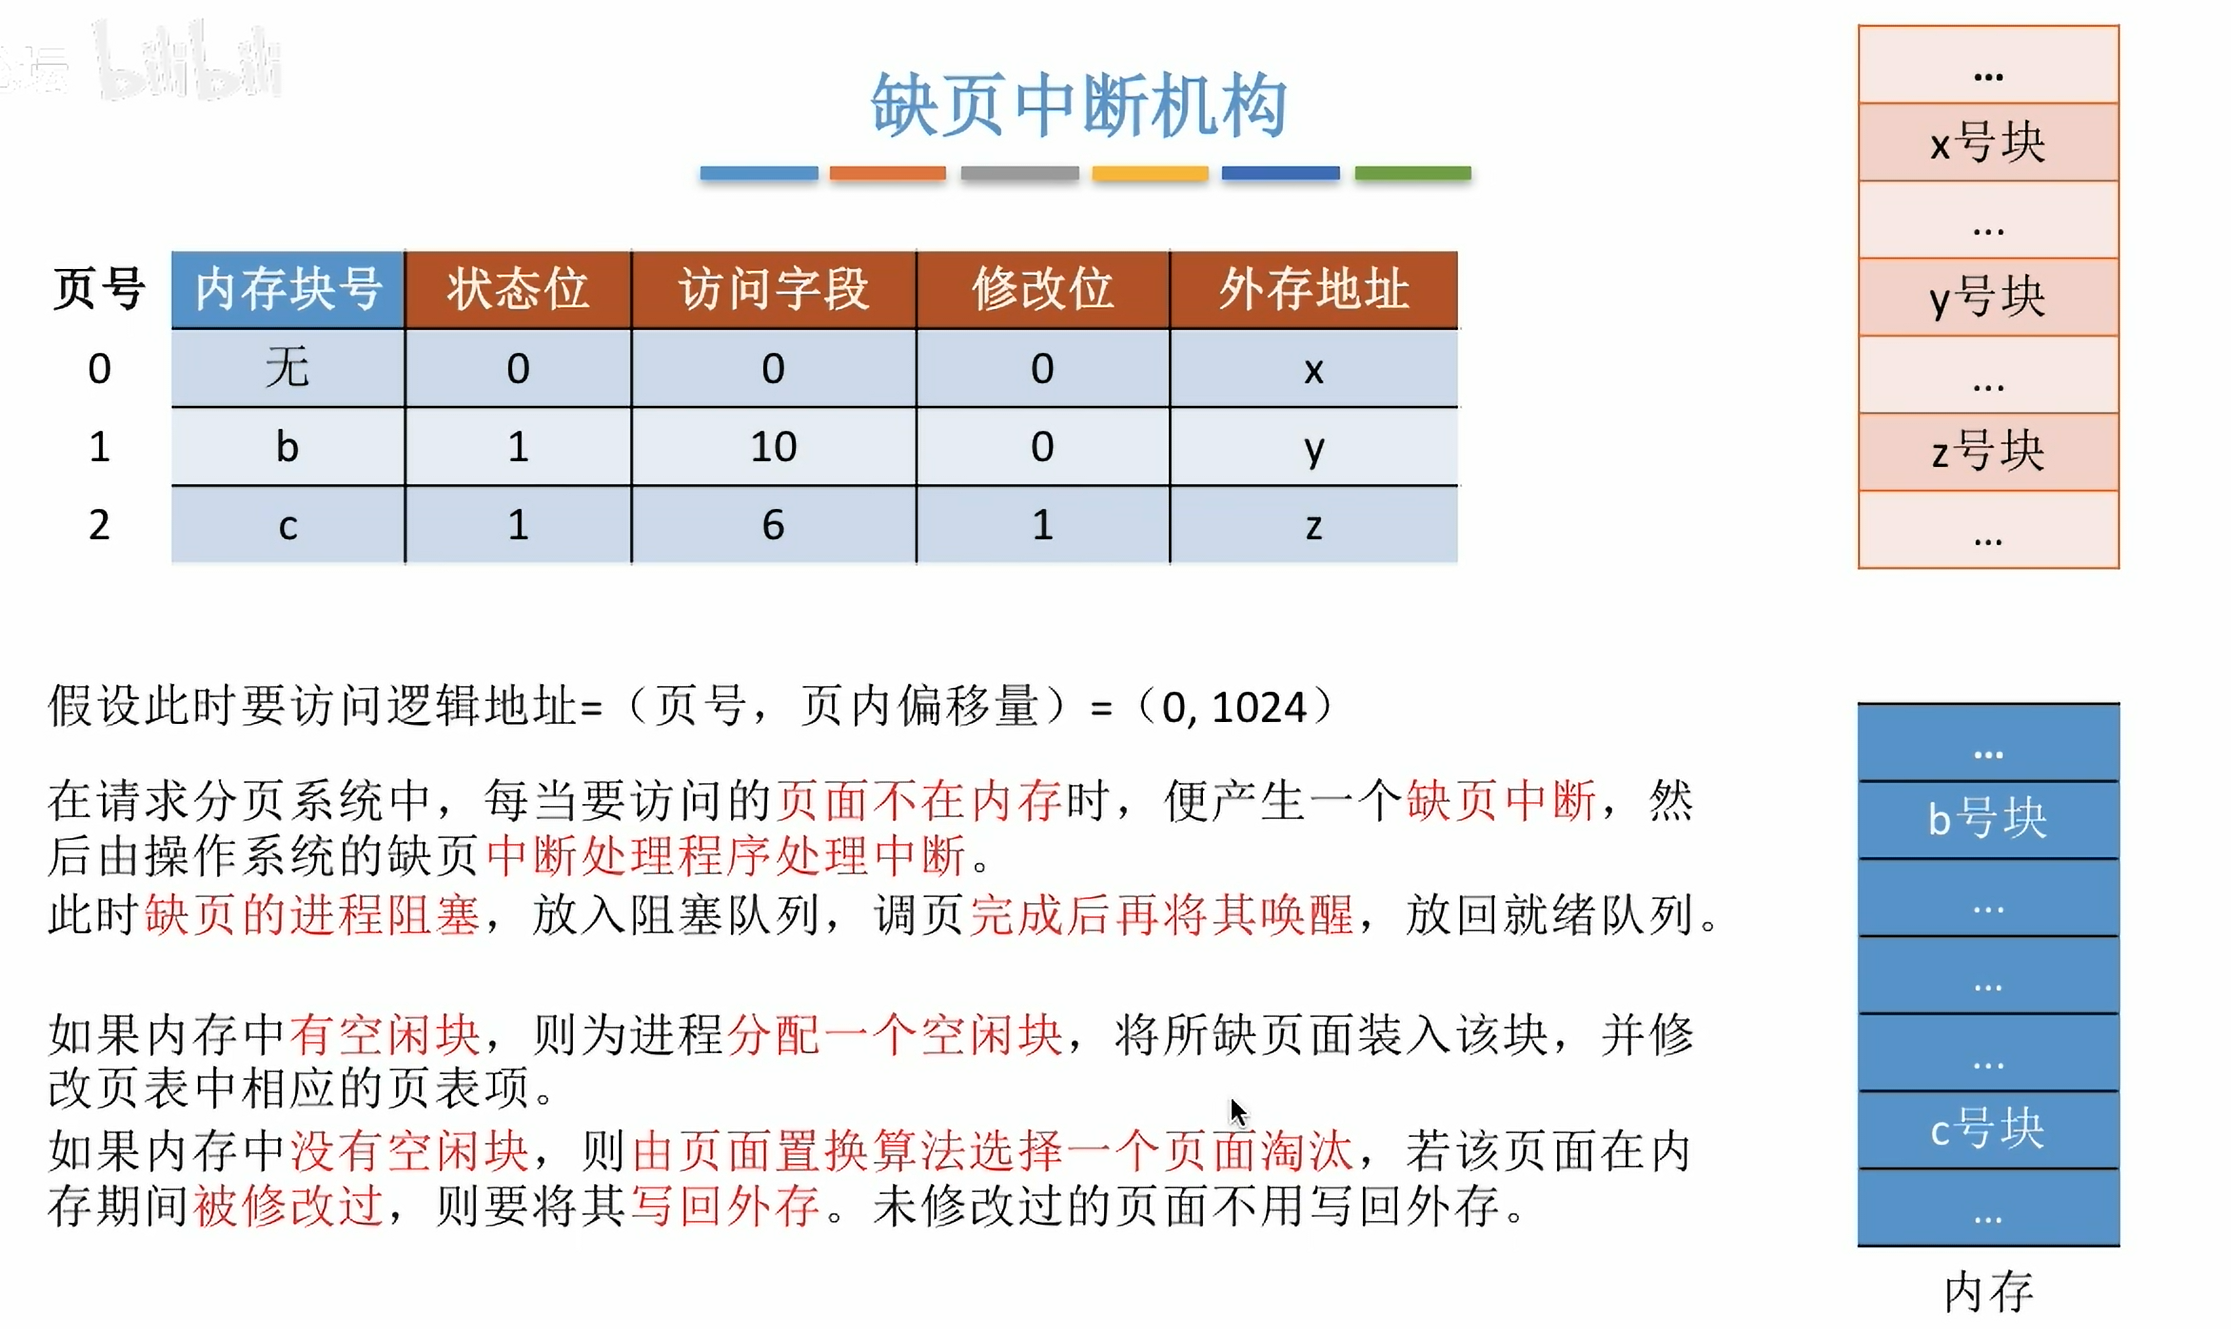 论坛 bilibili
缺页中断机构
页号 内存块号 状态位 访问字段 修改位 外存地址
0 无 0 0 0 x
1 b 1 10 0 y
2 c 1 6 1 z
假设此时要访问逻辑地址=（页号，页内偏移量）=（0, 1024）
在请求分页系统中，每当要访问的页面不在内存时，便产生一个缺页中断，然
后由操作系统的缺页中断处理程序处理中断。
此时缺页的进程阻塞，放入阻塞队列，调页完成后再将其唤醒，放回就绪队列。
如果内存中有空闲块，则为进程分配一个空闲块，将所缺页面装入该块，并修
改页表中相应的页表项。
如果内存中没有空闲块，则由页面置换算法选择一个页面淘汰，若该页面在内
存期间被修改过，则要将其写回外存。未修改过的页面不用写回外存。
...
x号块
...
y号块
...
z号块
...
...
b号块
...
...
...
c号块
...
内存